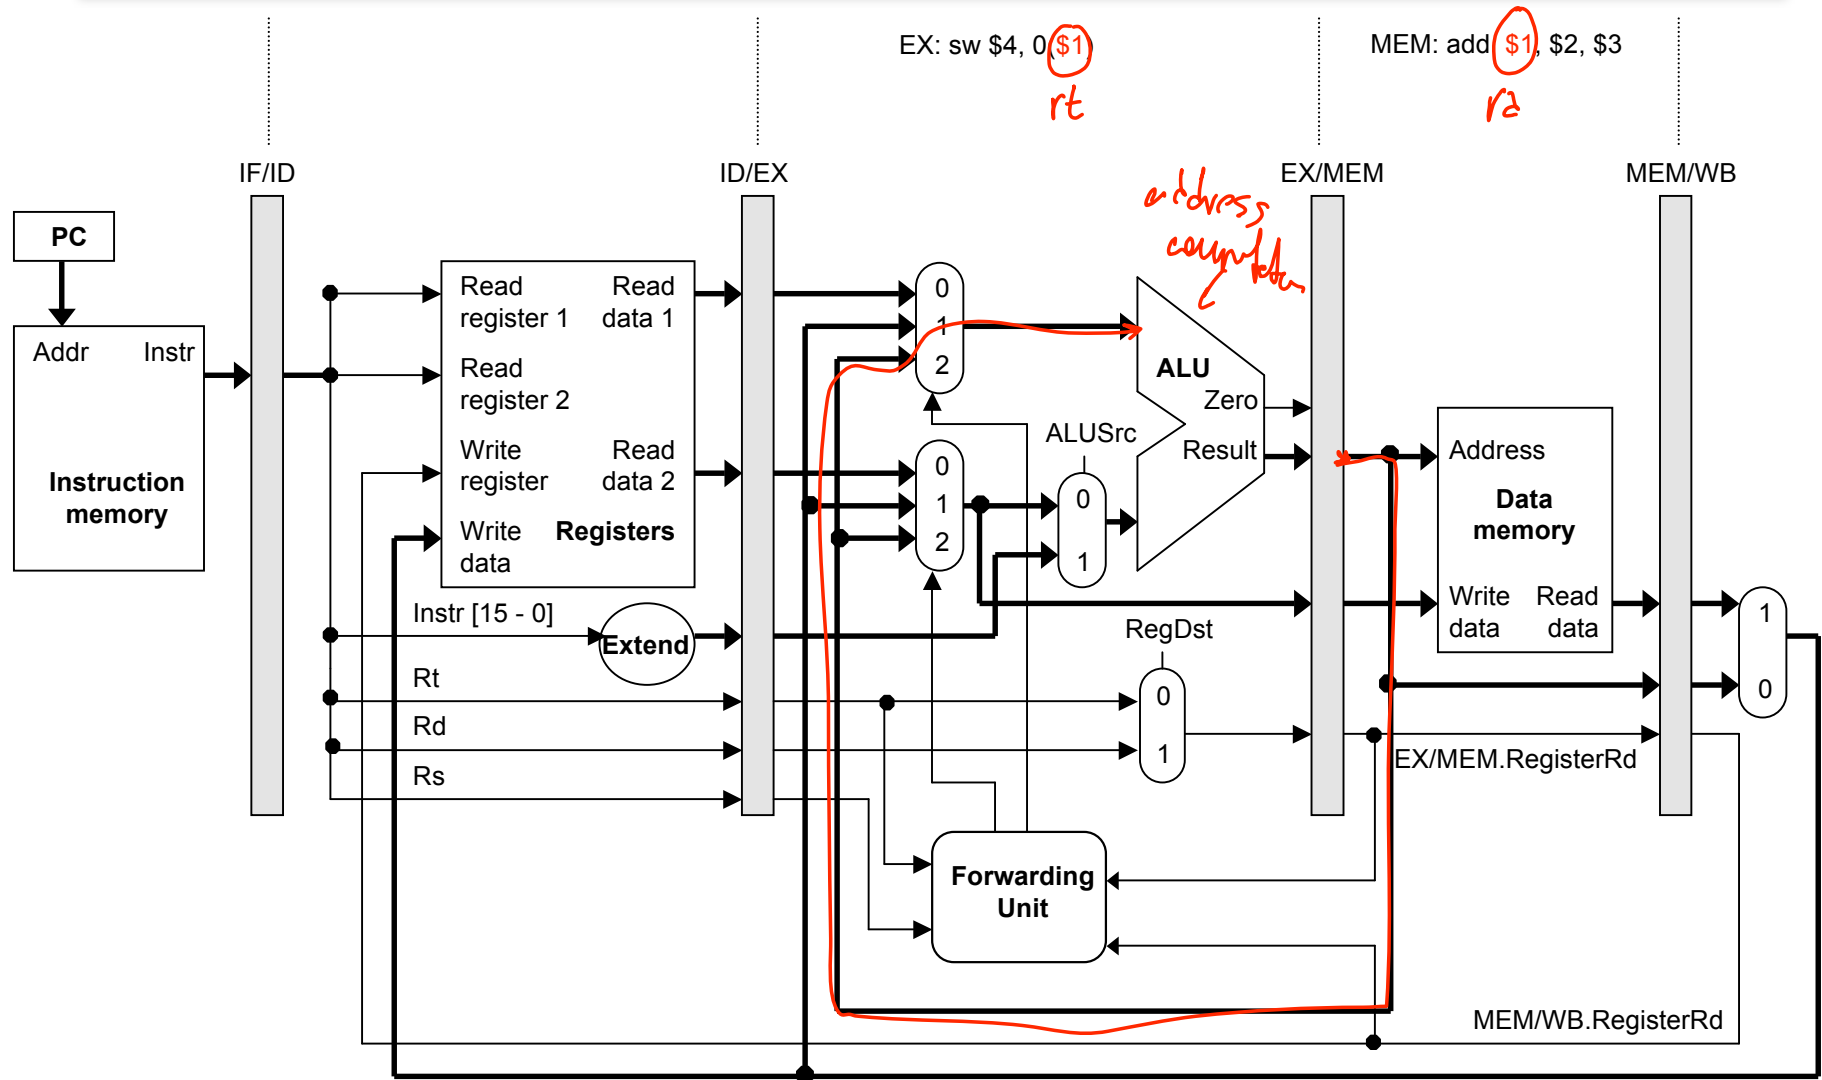 EX: sw $4, 0($1)
MEM: add $1, $2, $3
rt
rd
IF/ID
ID/EX
EX/MEM
MEM/WB
address
PC
Addr
Instr
Instruction
memory
Read
register 1
Read
data 1
Read
register 2
Write
register
Read
data 2
Write
data
Registers
Instr [15 - 0]
Extend
Rt
Rd
Rs
0
1
2
0
1
2
ALUSrc
0
1
ALU
Zero
Result
RegDst
0
1
Forwarding
Unit
Address
Data
memory
Write
data
Read
data
1
0
EX/MEM.RegisterRd
MEM/WB.RegisterRd